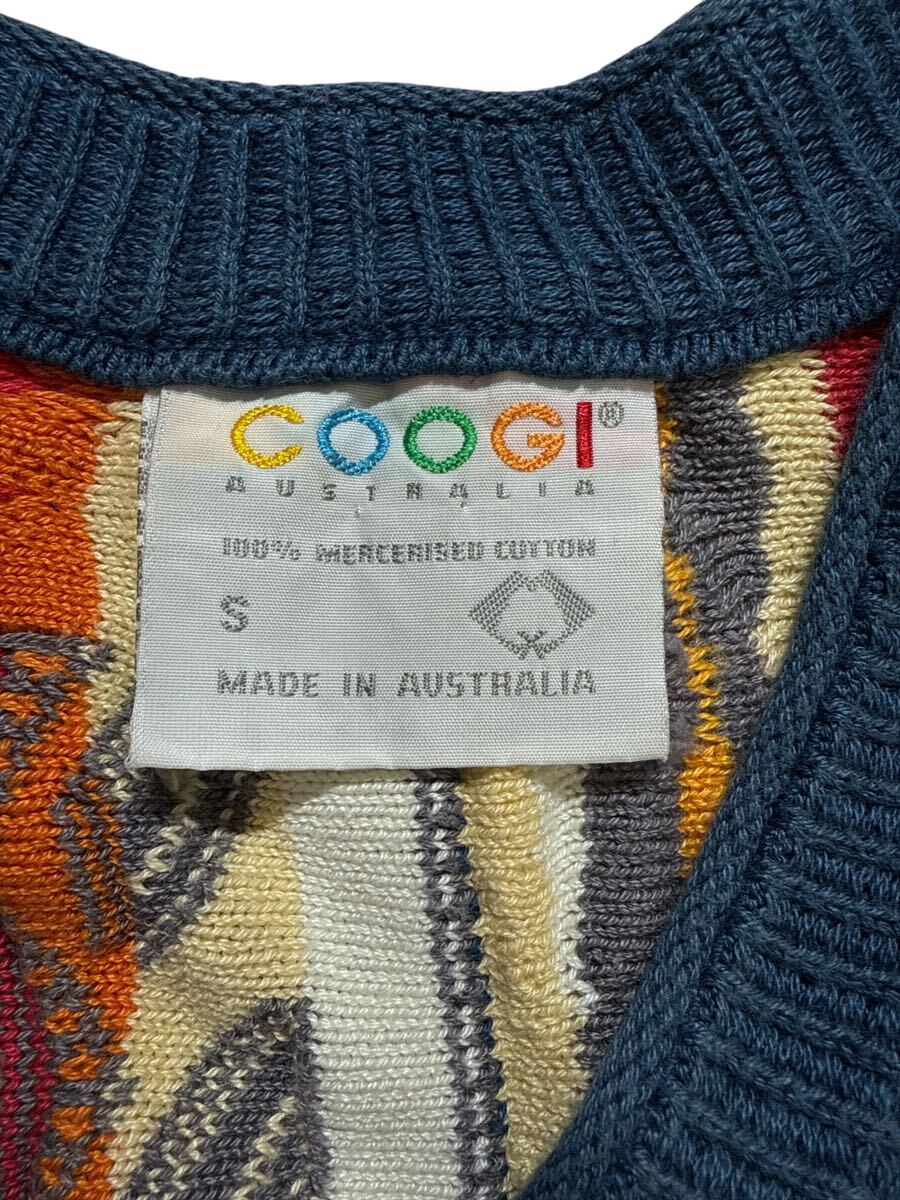 COOGI®
AUSTRALIA
100% MERCERISED COTTON
S
MADE IN AUSTRALIA